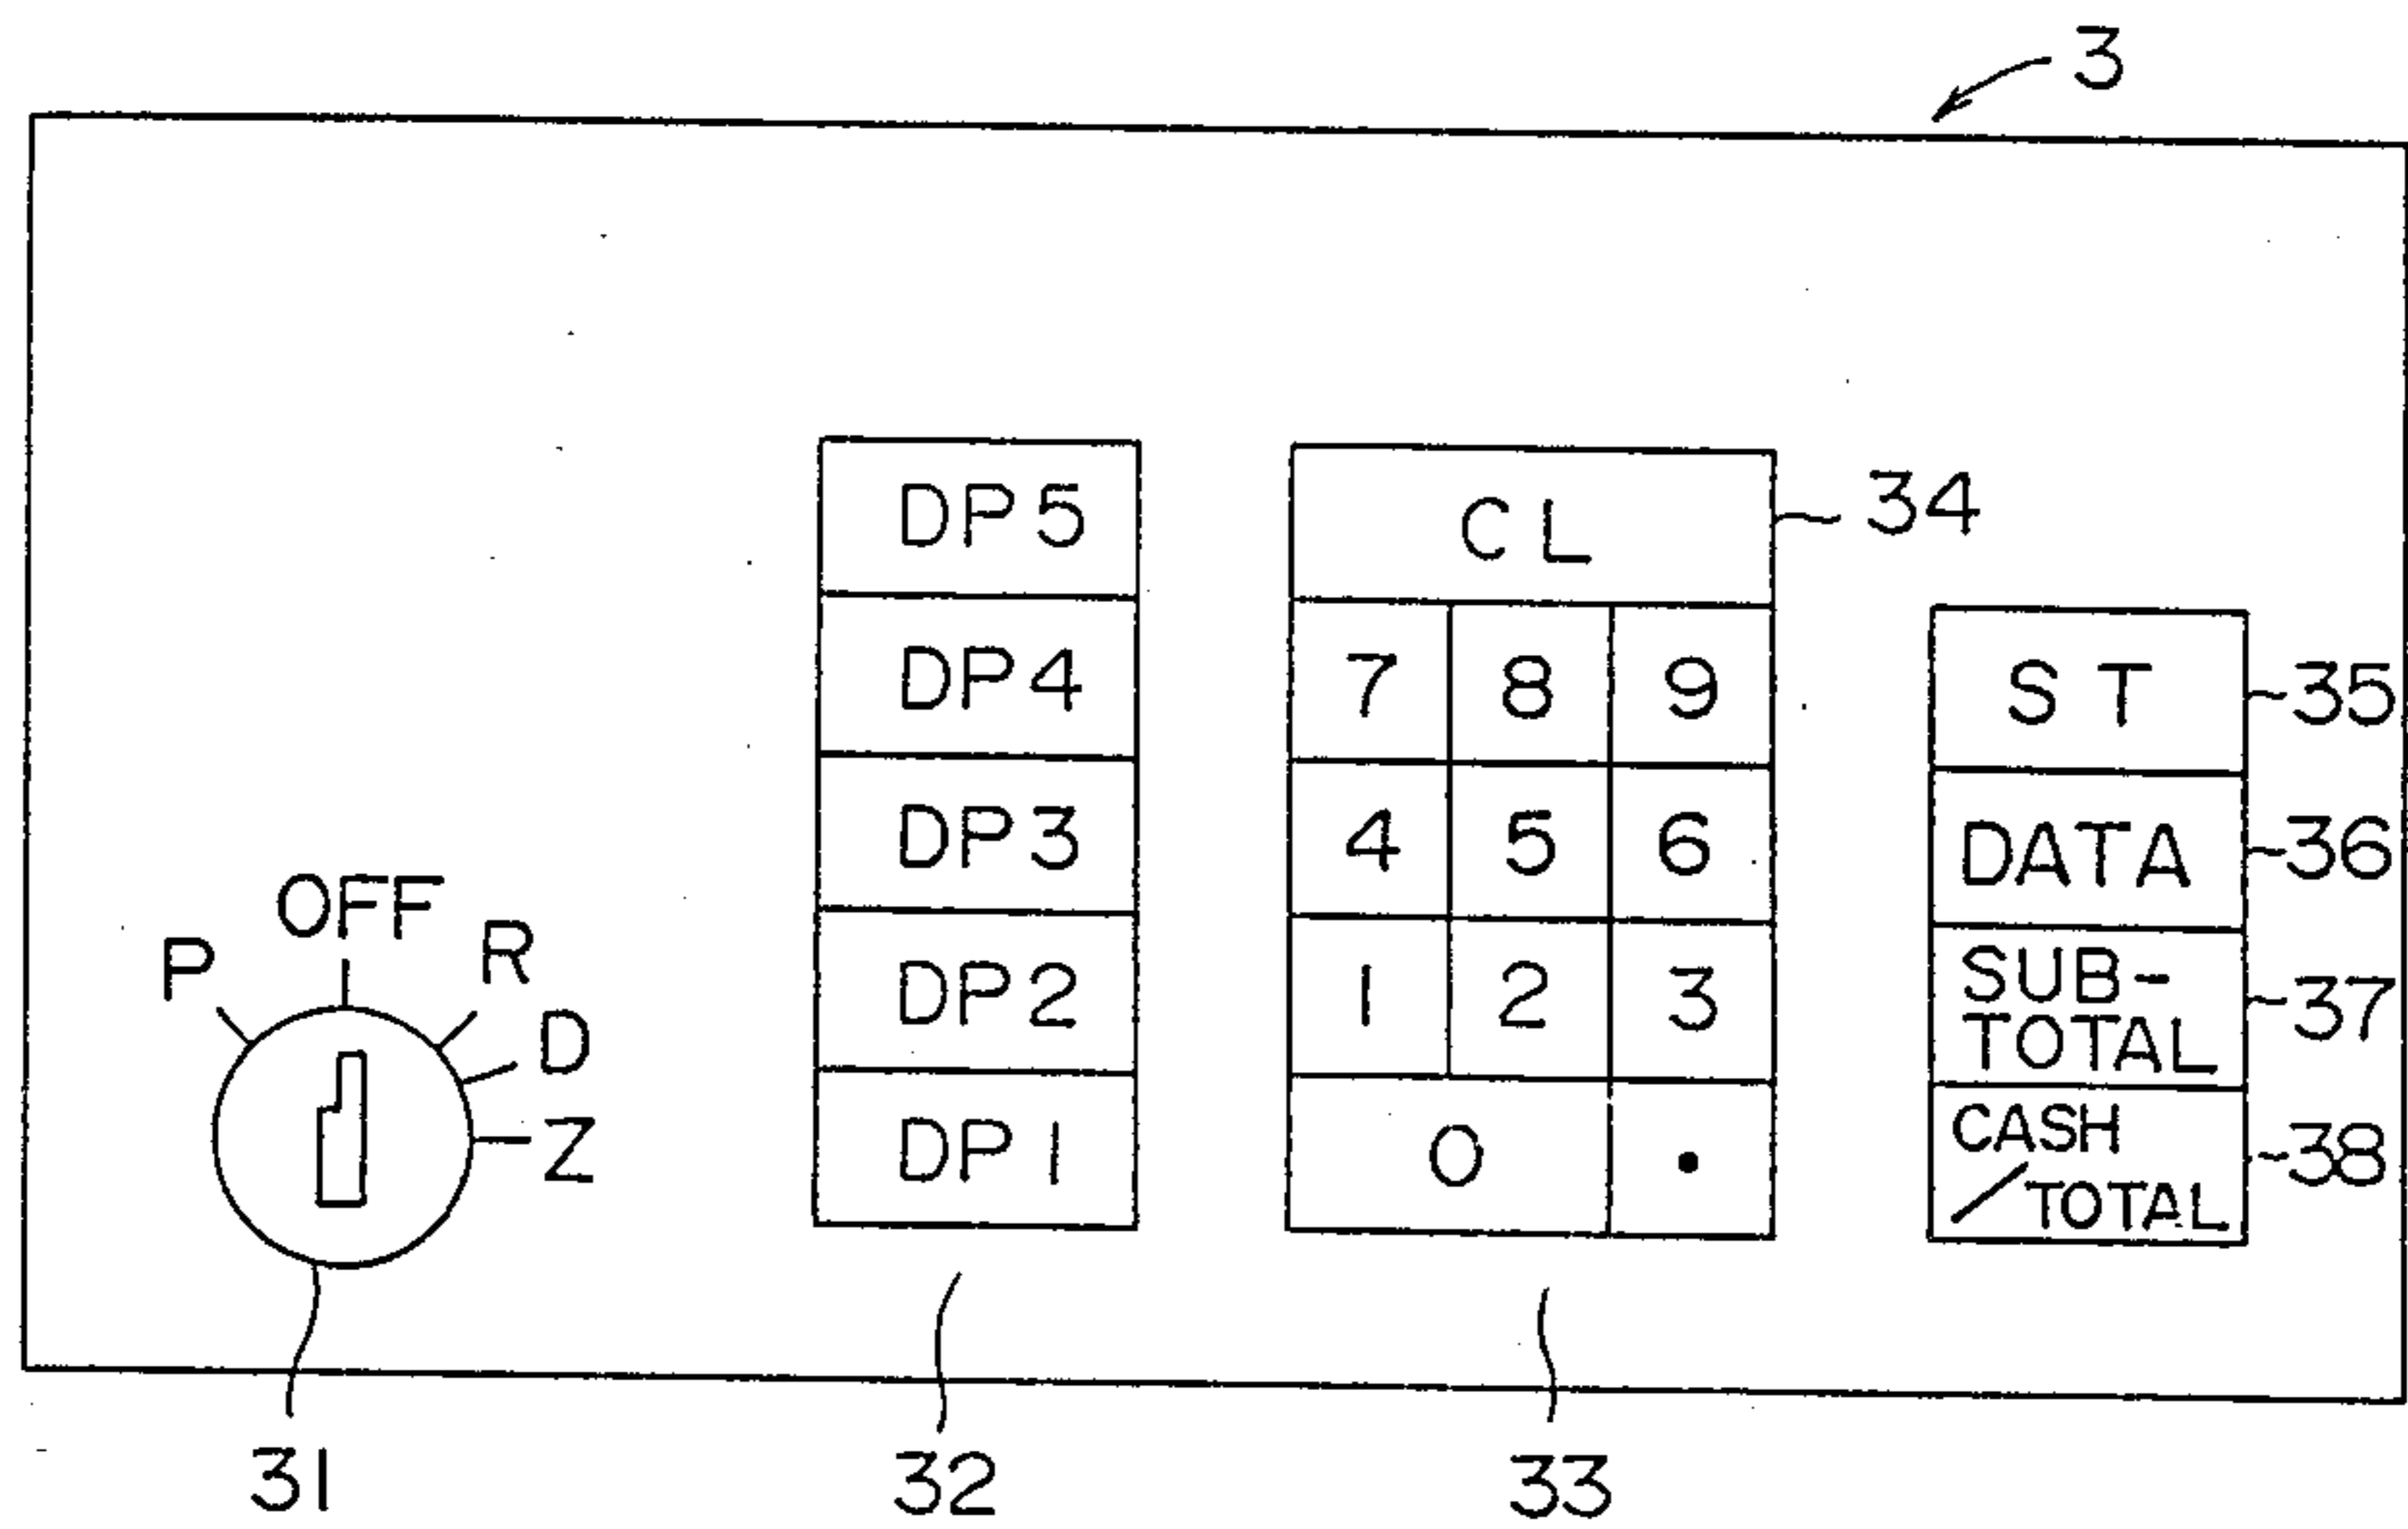 3
DP5
CL
34
DP4
7 8 9
ST
35
DP3
4 5 6
DATA
36
OFF
P
R
D
Z
DP2
1 2 3
SUB-
TOTAL
37
DP1
0 .
CASH
/TOTAL
38
31
32
33